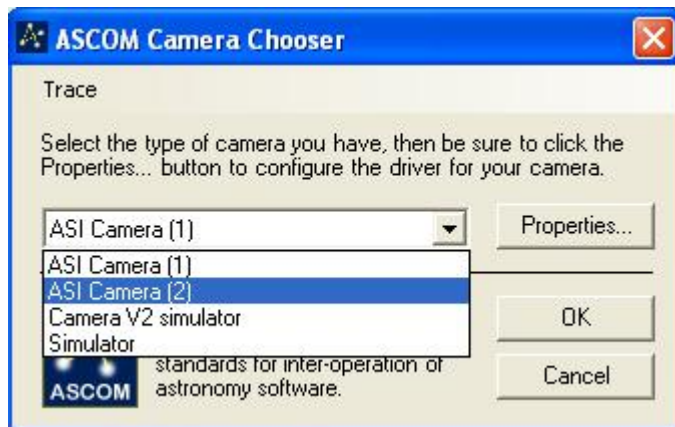 ASCOM Camera Chooser
Trace
Select the type of camera you have, then be sure to click the
Properties... button to configure the driver for your camera.
ASI Camera (1)
Properties...
ASI Camera (1)
ASI Camera (2)
Camera V2 simulator
Simulator
OK
standards for inter-operation of
astronomy software.
ASCOM
Cancel